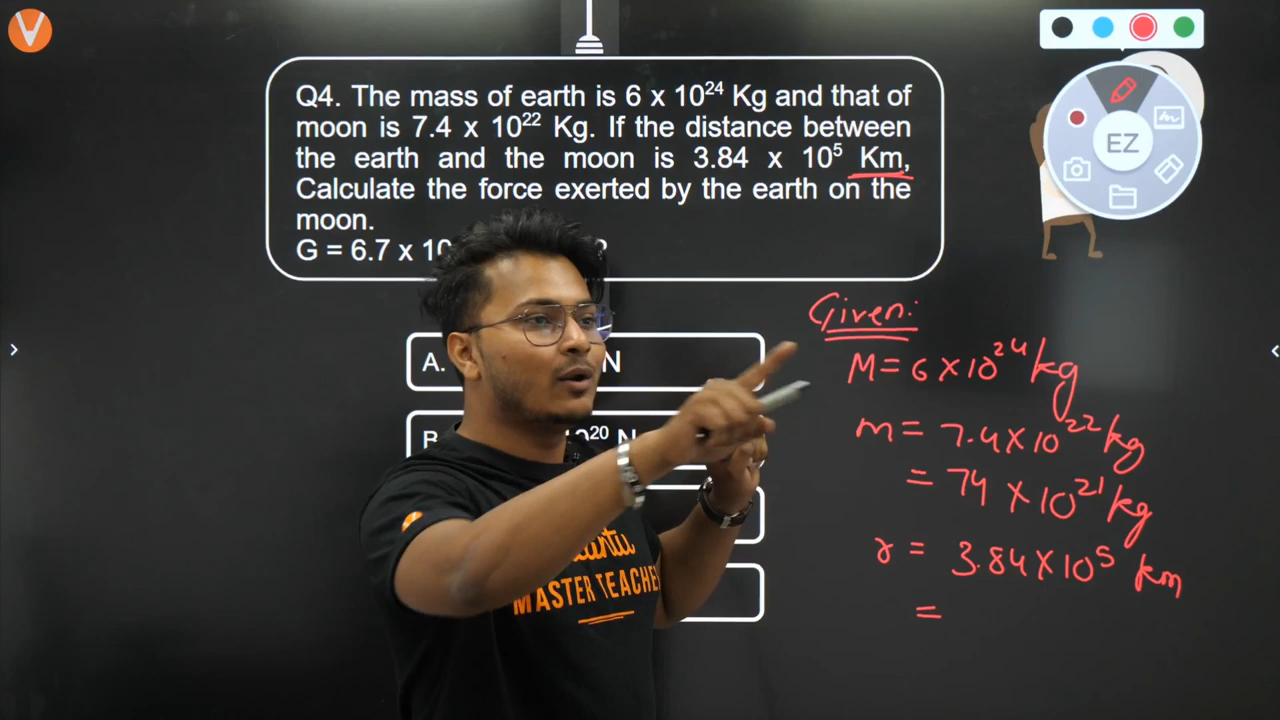 Q4. The mass of earth is 6 x 10²⁴ Kg and that of
moon is 7.4 x 10²² Kg. If the distance between
the earth and the moon is 3.84 x 10⁵ Km,
Calculate the force exerted by the earth on the
moon.
G = 6.7 x 10
A. N
B. 10²⁰ N
EZ
Given:
M = 6 × 10²⁴ kg
m = 7.4 × 10²² kg
= 74 × 10²¹ kg
r = 3.84 × 10⁵ km
=
MASTER TEACHER